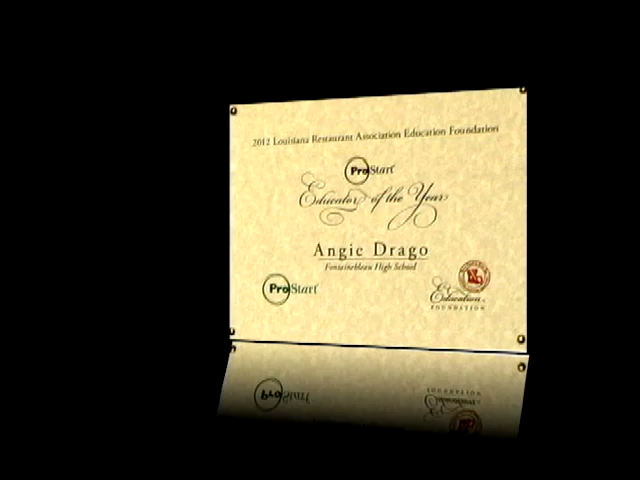 2012 Louisiana Restaurant Association Education Foundation
ProStart
Educator of the Year
Angie Drago
Fontainebleau High School
ProStart
Education
FOUNDATION